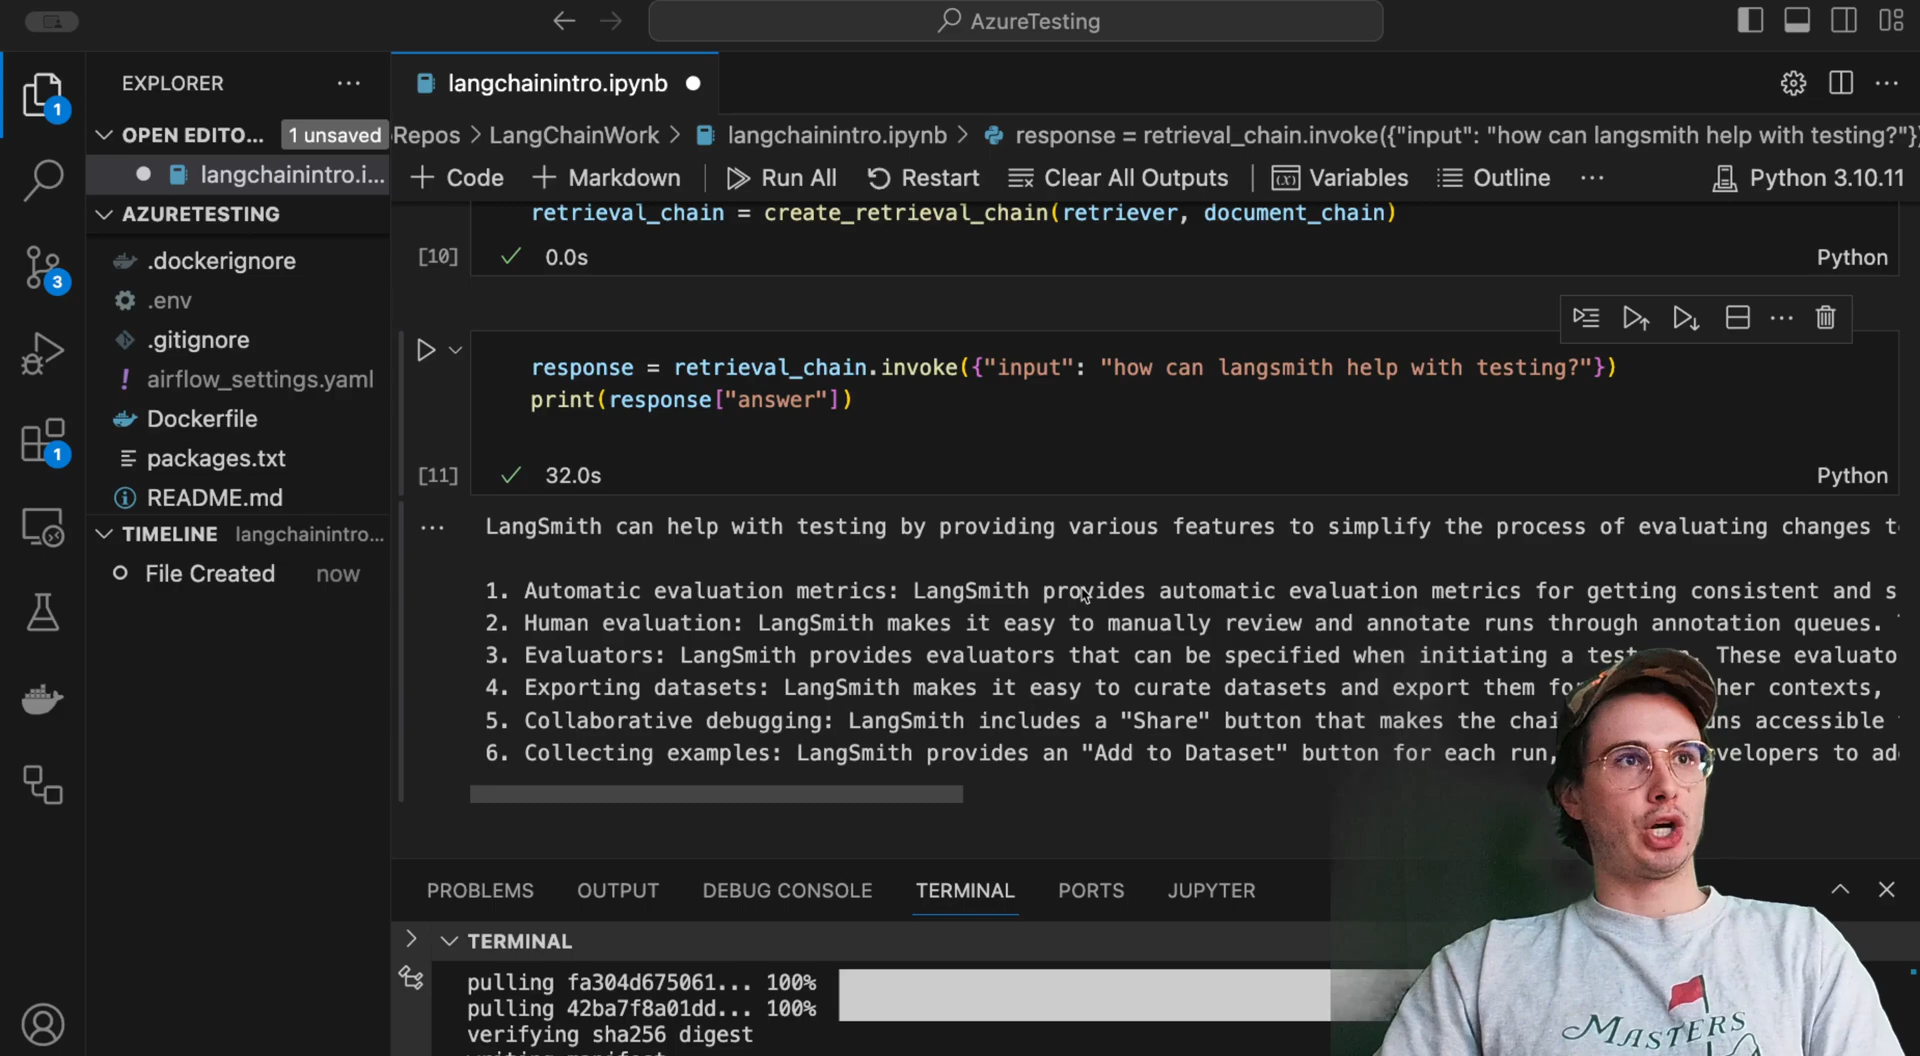 AzureTesting
EXPLORER
langchainintro.ipynb
OPEN EDITO... 1 unsaved
Repos > LangChainWork > langchainintro.ipynb > response = retrieval_chain.invoke({"input": "how can langsmith help with testing?"})
langchainintro.i...
+ Code + Markdown Run All Restart Clear All Outputs Variables Outline ... Python 3.10.11
AZURETESTING
.dockerignore
.env
.gitignore
! airflow_settings.yaml
Dockerfile
packages.txt
README.md
TIMELINE langchainintro...
File Created now
1
3
1
retrieval_chain = create_retrieval_chain(retriever, document_chain)
[10] 0.0s Python
response = retrieval_chain.invoke({"input": "how can langsmith help with testing?"})
print(response["answer"])
[11] 32.0s Python
LangSmith can help with testing by providing various features to simplify the process of evaluating changes
1. Automatic evaluation metrics: LangSmith provides automatic evaluation metrics for getting consistent and s
2. Human evaluation: LangSmith makes it easy to manually review and annotate runs through annotation queues.
3. Evaluators: LangSmith provides evaluators that can be specified when initiating a test These evaluato
4. Exporting datasets: LangSmith makes it easy to curate datasets and export them contexts,
5. Collaborative debugging: LangSmith includes a "Share" button that makes the accessible
6. Collecting examples: LangSmith provides an "Add to Dataset" button for each run, to
PROBLEMS OUTPUT DEBUG CONSOLE TERMINAL PORTS JUPYTER
TERMINAL
pulling fa304d675061... 100%
pulling 42ba7f8a01dd... 100%
verifying sha256 digest
MASTERS